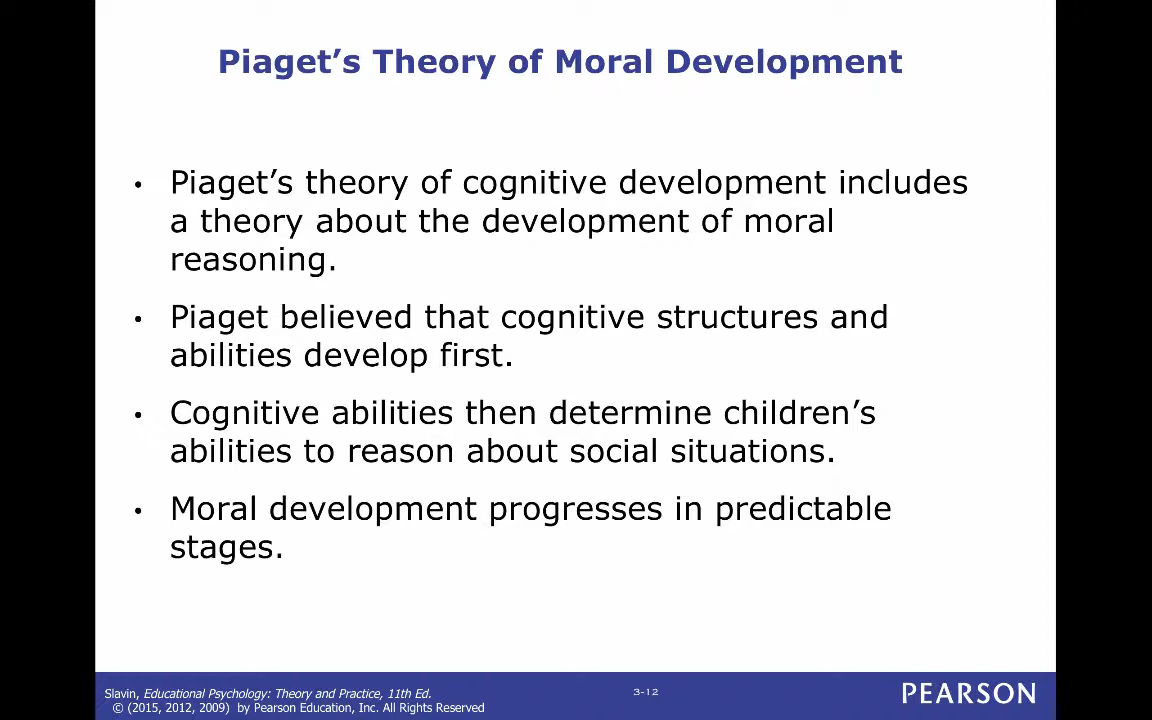 Piaget’s Theory of Moral Development
• Piaget’s theory of cognitive development includes
a theory about the development of moral
reasoning.
• Piaget believed that cognitive structures and
abilities develop first.
• Cognitive abilities then determine children’s
abilities to reason about social situations.
• Moral development progresses in predictable
stages.
Slavin, Educational Psychology: Theory and Practice, 11th Ed.
© (2015, 2012, 2009) by Pearson Education, Inc. All Rights Reserved
3-12
PEARSON